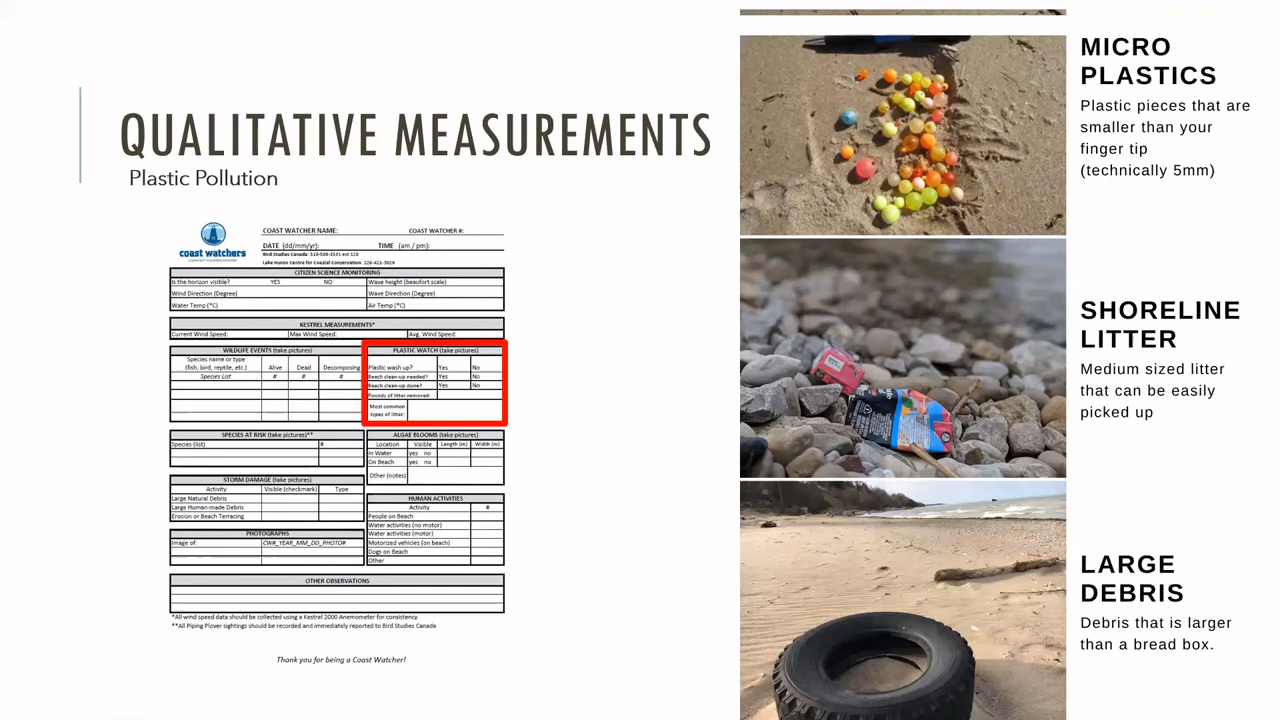 QUALITATIVE MEASUREMENTS
Plastic Pollution
coast watchers
COAST WATCHER NAME: COAST WATCHER #:
DATE (dd/mm/yr): TIME (am / pm):
Bird Studies Canada: 519-586-3531 ext 128
Lake Huron Centre for Coastal Conservation: 226-421-3029
CITIZEN SCIENCE MONITORING
Is the horizon visible? YES NO Wave height (beaufort scale)
Wind Direction (Degree) Wave Direction (Degree)
Water Temp (°C) Air Temp (°C)
KESTREL MEASUREMENTS*
Current Wind Speed: Max Wind Speed: Avg. Wind Speed:
WILDLIFE EVENTS (take pictures)
Species name or type
(fish, bird, reptile, etc.) Alive Dead Decomposing
Species List # # #
PLASTIC WATCH (take pictures)
Plastic wash up? Yes No
Beach clean-up needed? Yes No
Beach clean-up done? Yes No
Pounds of litter removed:
Most common
types of litter:
SPECIES AT RISK (take pictures)**
Species (list) #
ALGAE BLOOMS (take pictures)
Location Visible Length (m) Width (m)
In Water yes no
On Beach yes no
Other (notes)
STORM DAMAGE (take pictures)
Activity Visible (checkmark) Type
Large Natural Debris
Large Human-made Debris
Erosion or Beach Terracing
HUMAN ACTIVITIES
Activity #
People on Beach
Water activities (no motor)
Water activities (motor)
Motorized vehicles (on beach)
Dogs on Beach
Other
PHOTOGRAPHS
Image of: CW#_YEAR_MM_DD_PHOTO#
OTHER OBSERVATIONS
*All wind speed data should be collected using a Kestrel 2000 Anemometer for consistency
**All Piping Plover sightings should be recorded and immediately reported to Bird Studies Canada
Thank you for being a Coast Watcher!
MICRO
PLASTICS
Plastic pieces that are
smaller than your
finger tip
(technically 5mm)
SHORELINE
LITTER
Medium sized litter
that can be easily
picked up
LARGE
DEBRIS
Debris that is larger
than a bread box.